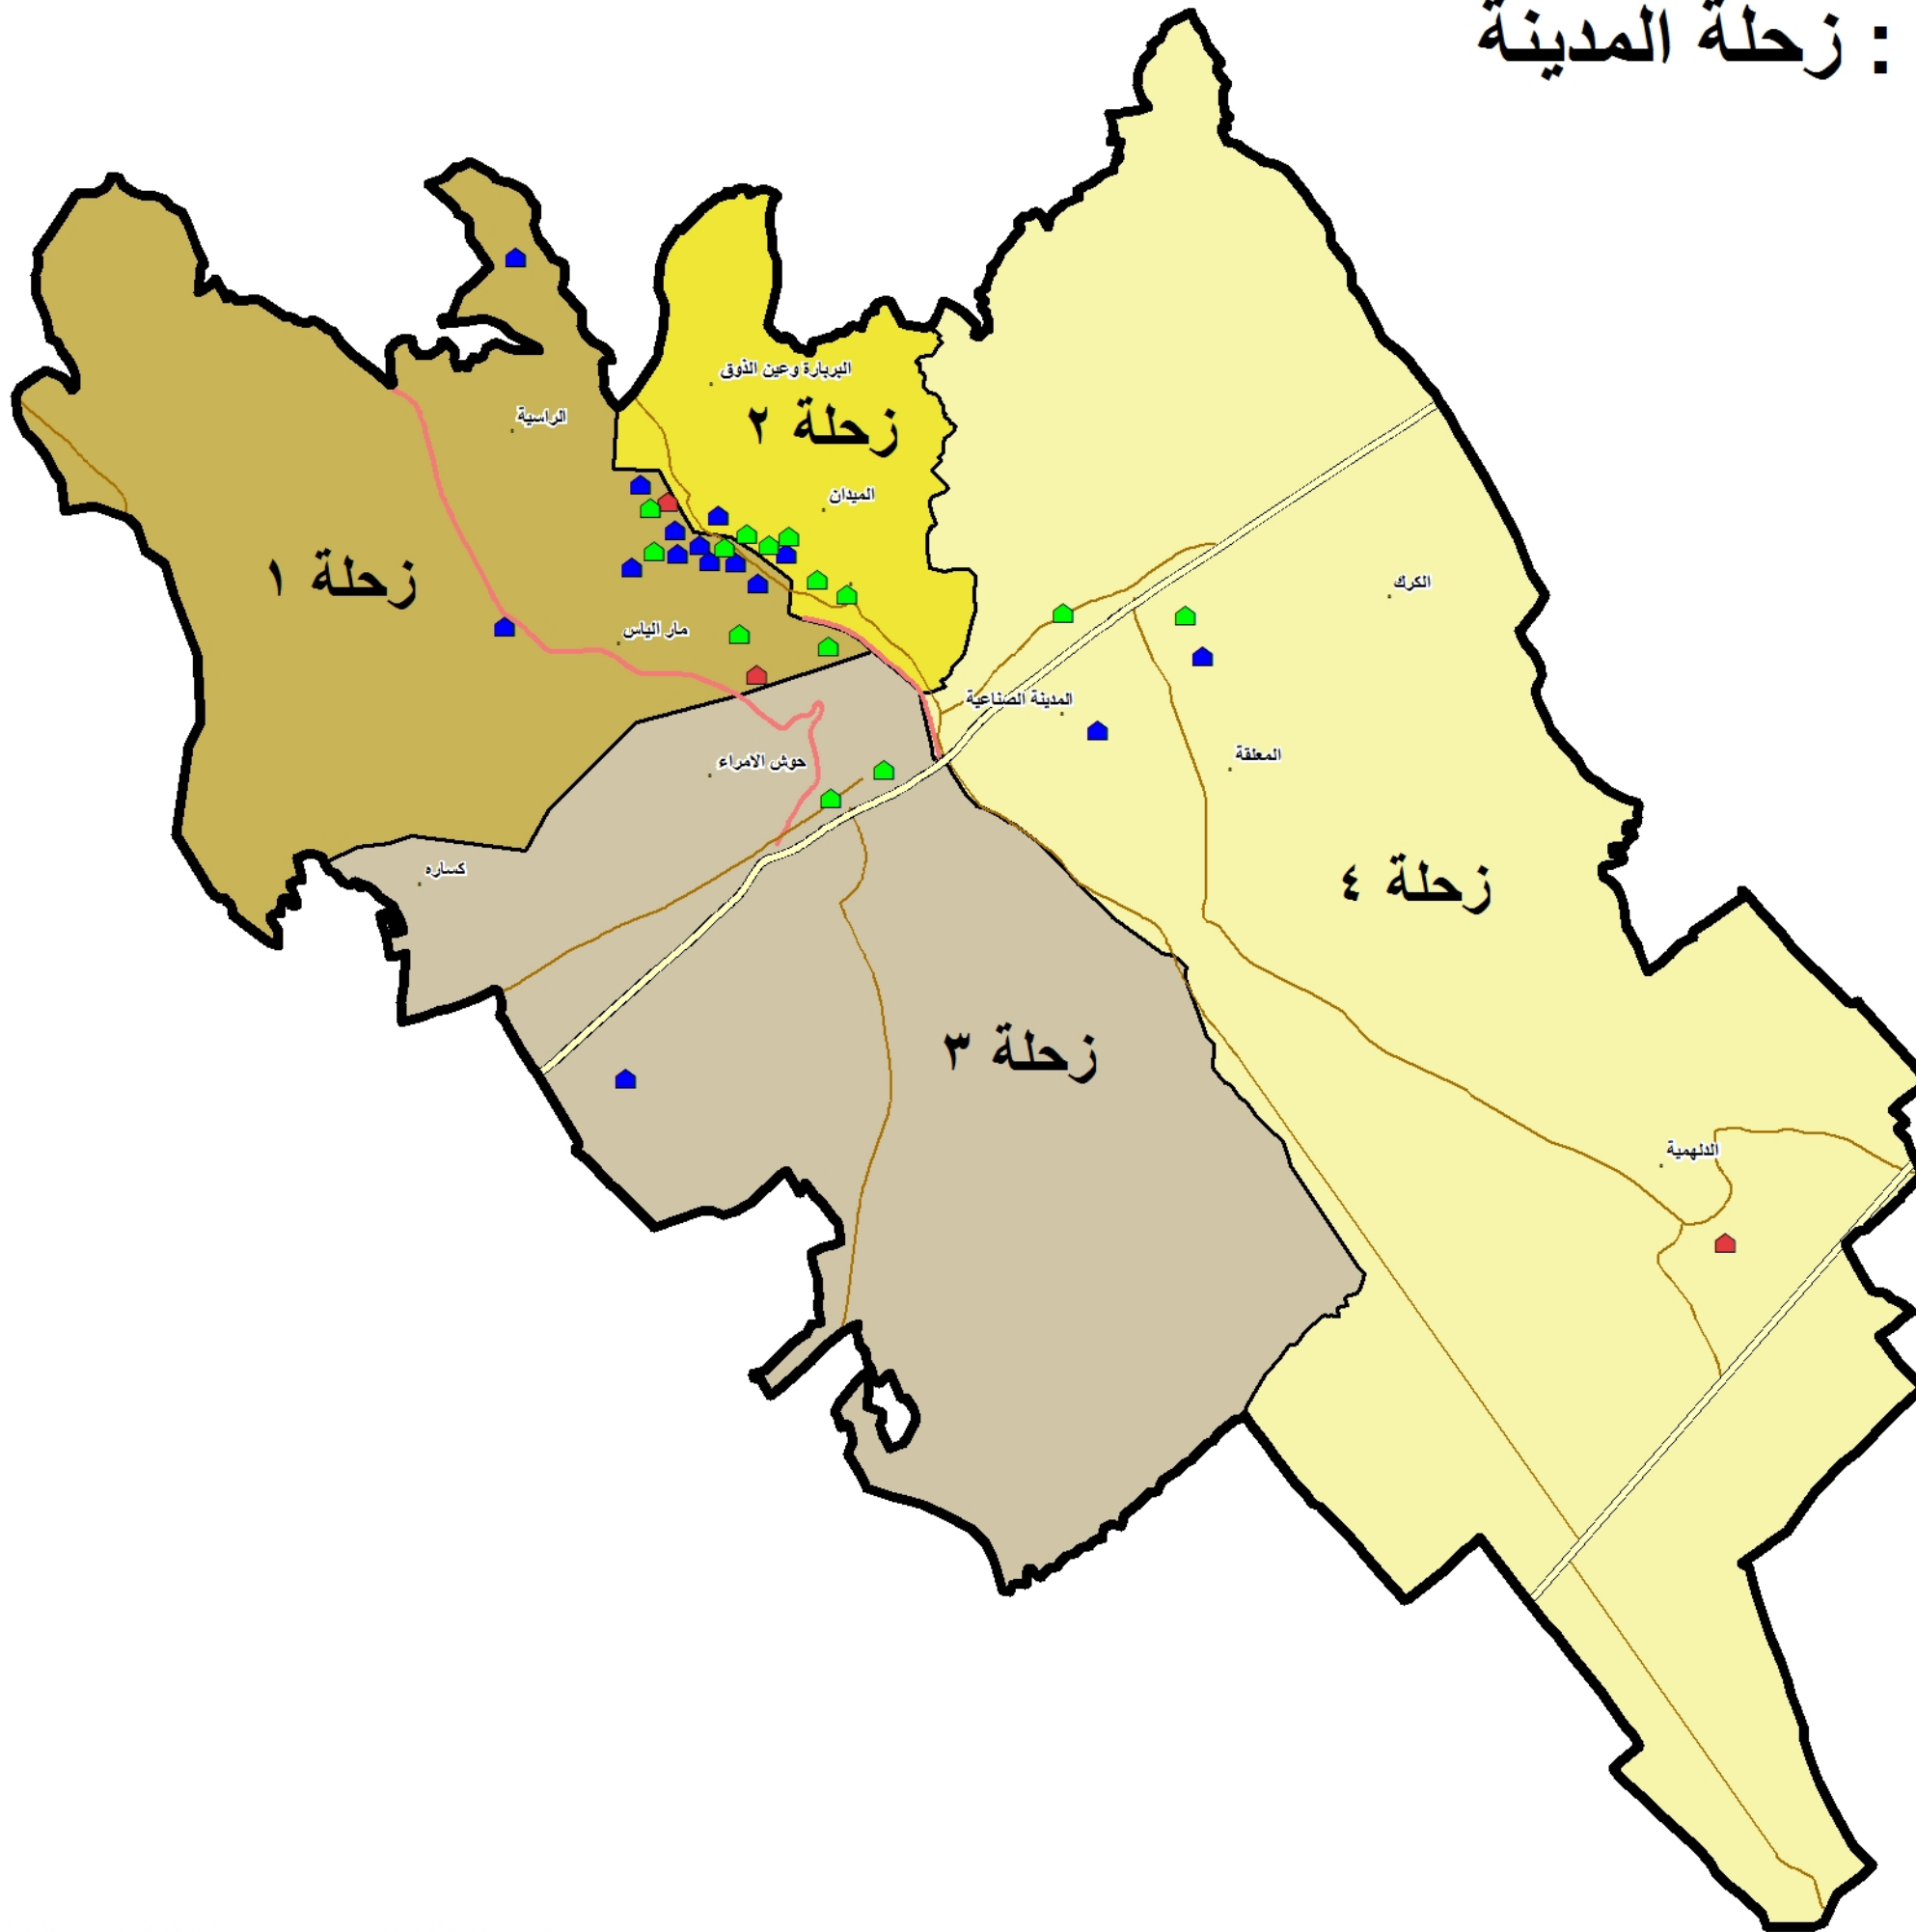 : زحلة المدينة
البربارة وعين الذوق
زحلة ٢
الراسية
الميدان
زحلة ١
الكرك
مار الياس
المدينة الصناعية
المعلقة
حوش الامراء
كساره
زحلة ٤
زحلة ٣
الدلهمية